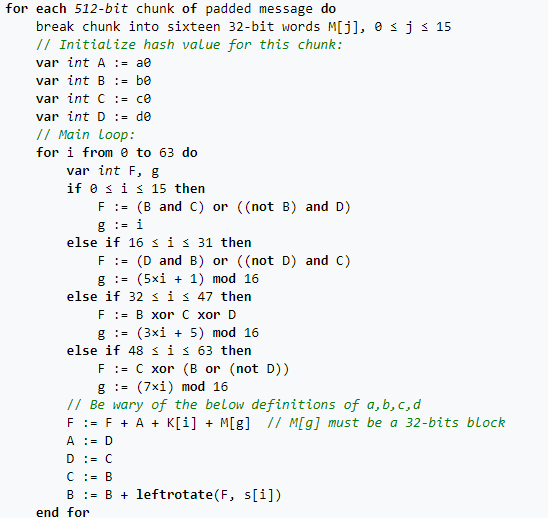 for each 512-bit chunk of padded message do
break chunk into sixteen 32-bit words M[j], 0 ≤ j ≤ 15
// Initialize hash value for this chunk:
var int A := a0
var int B := b0
var int C := c0
var int D := d0
// Main loop:
for i from 0 to 63 do
var int F, g
if 0 ≤ i ≤ 15 then
F := (B and C) or ((not B) and D)
g := i
else if 16 ≤ i ≤ 31 then
F := (D and B) or ((not D) and C)
g := (5×i + 1) mod 16
else if 32 ≤ i ≤ 47 then
F := B xor C xor D
g := (3×i + 5) mod 16
else if 48 ≤ i ≤ 63 then
F := C xor (B or (not D))
g := (7×i) mod 16
// Be wary of the below definitions of a,b,c,d
F := F + A + K[i] + M[g] // M[g] must be a 32-bits block
A := D
D := C
C := B
B := B + leftrotate(F, s[i])
end for